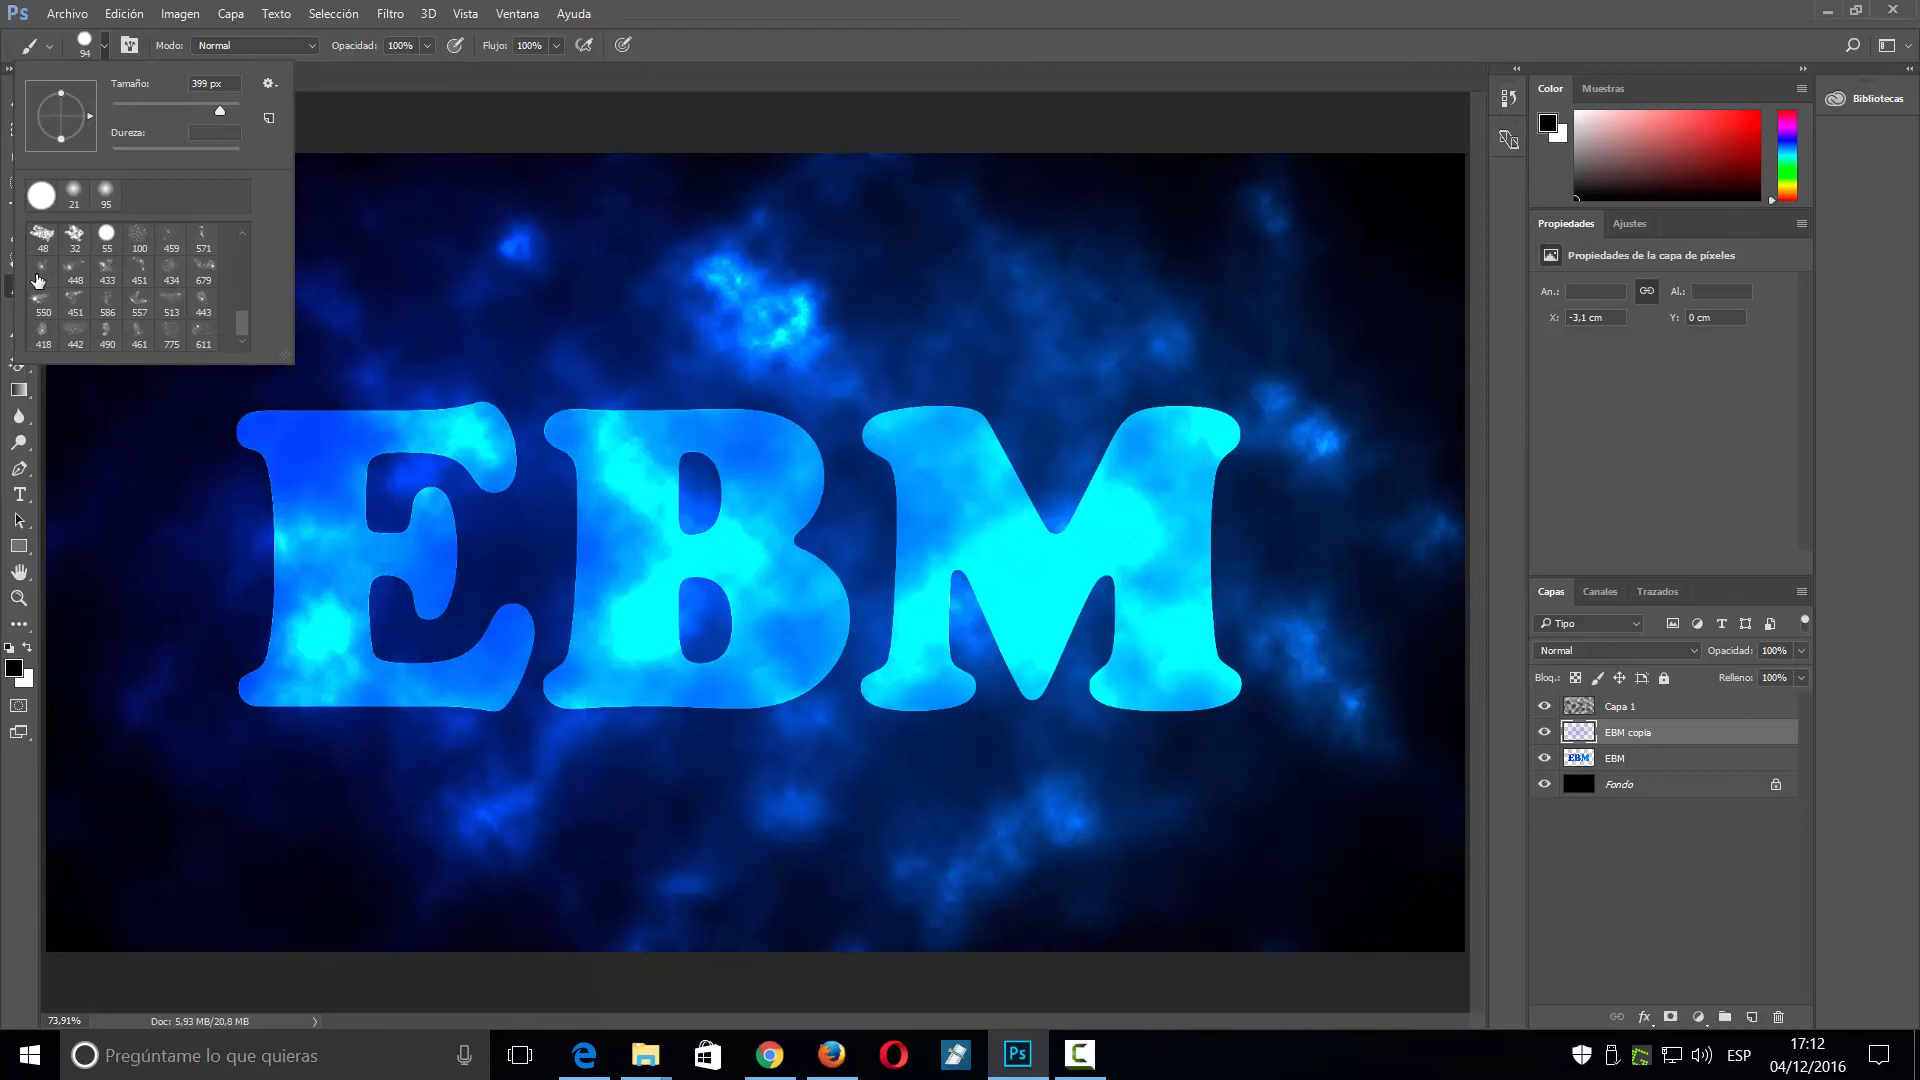 Ps Archivo Edición Imagen Capa Texto Selección Filtro 3D Vista Ventana Ayuda
94 Modo: Normal Opacidad: 100% Flujo: 100%
Tamaño: 399 px
Dureza:
21 95
48 32 55 100 459 571
448 433 451 434 679
550 451 586 557 513 443
418 442 490 461 775 611
EBM
Color Muestras
Bibliotecas
Propiedades Ajustes
Propiedades de la capa de píxeles
An.: Al.:
X: -3,1 cm Y: 0 cm
Capas Canales Trazados
Tipo
Normal Opacidad: 100%
Bloq.: Relleno: 100%
Capa 1
EBM copia
EBM EBM
Fondo
73,91% Doc: 5,93 MB/20,8 MB
Pregúntame lo que quieras
Ps
ESP
17:12
04/12/2016